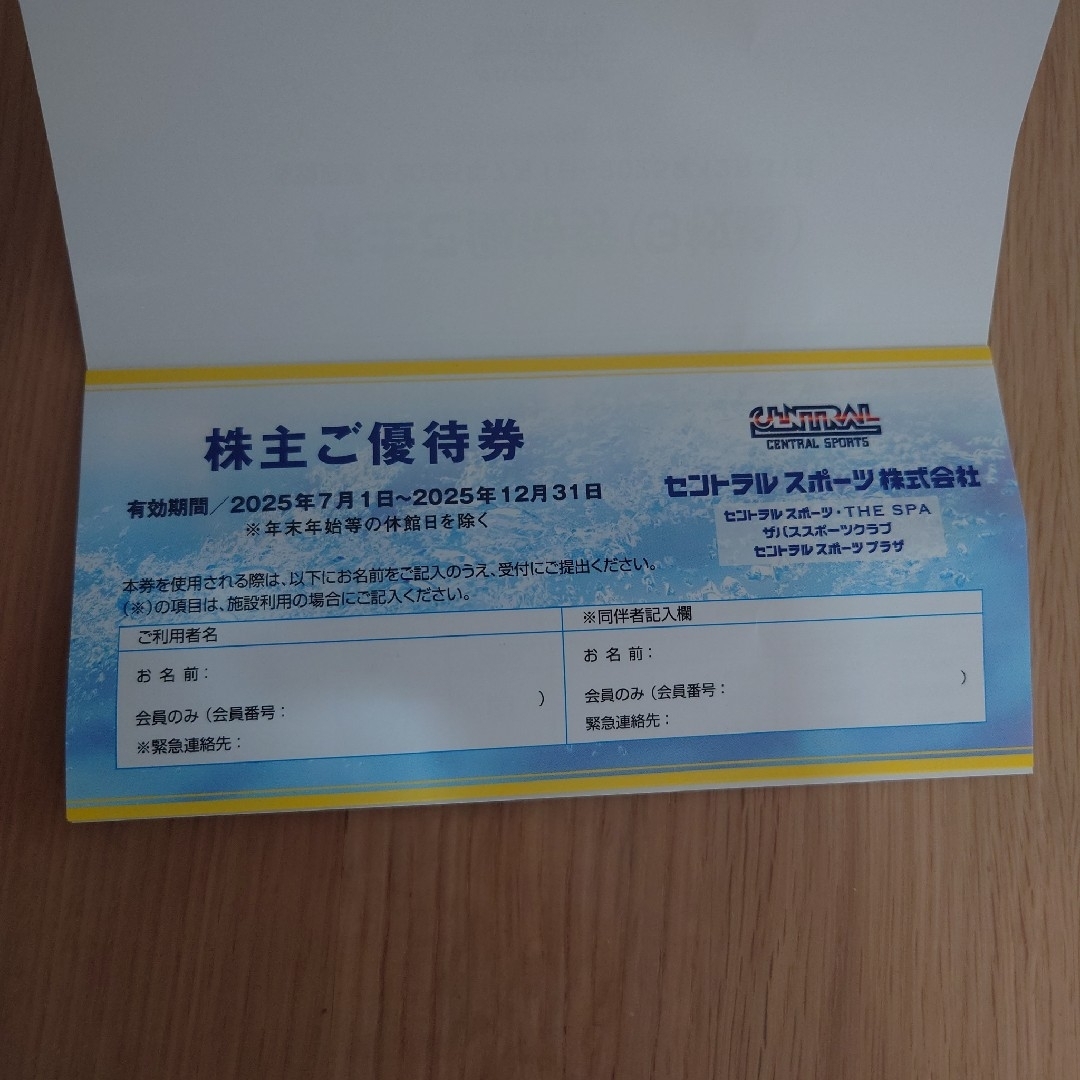 株主ご優待券
有効期間／2025年7月1日～2025年12月31日
※年末年始等の休館日を除く
CENTRAL
CENTRAL SPORTS
セントラルスポーツ株式会社
セントラルスポーツ・THE SPA
ザバススポーツクラブ
セントラルスポーツプラザ
本券を使用される際は、以下にお名前をご記入のうえ、受付にご提出ください。
（※）の項目は、施設利用の場合にご記入ください。
ご利用者名
お名前：
会員のみ（会員番号：　　　）
※緊急連絡先：
※同伴者記入欄
お名前：
会員のみ（会員番号：　　　）
緊急連絡先：